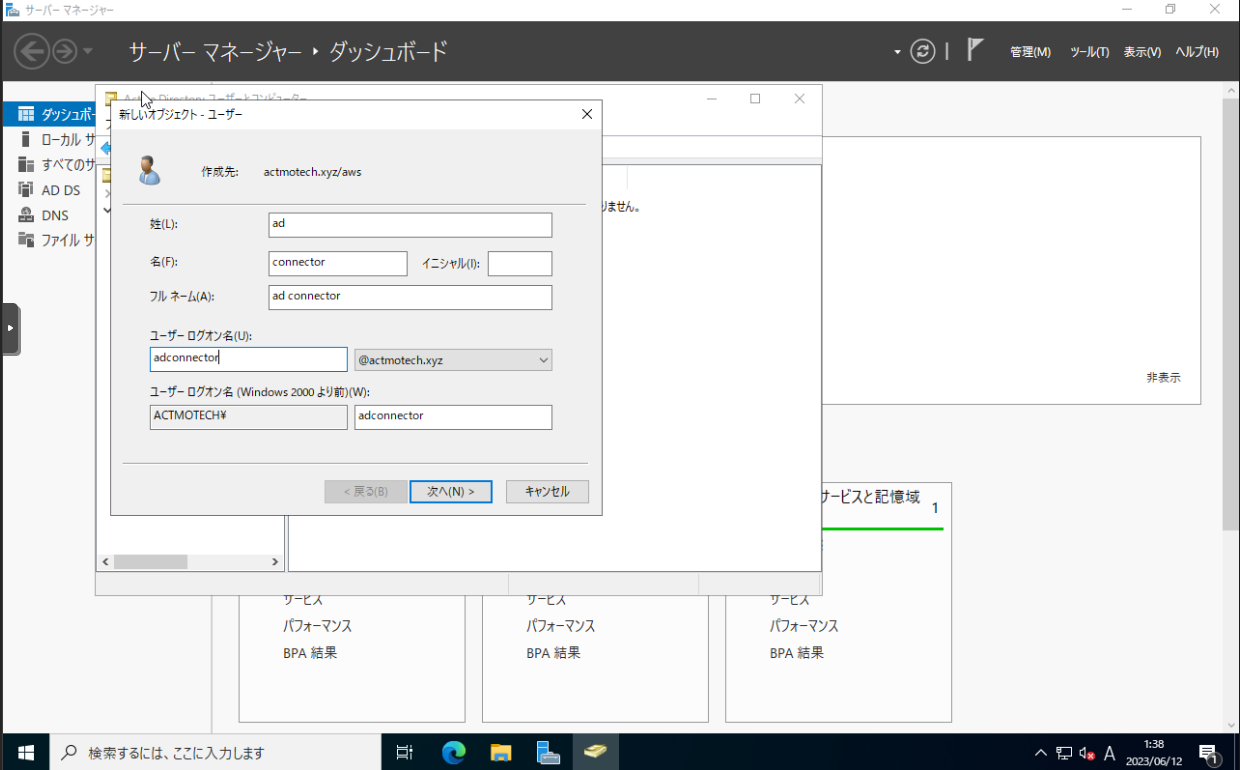 サーバー マネージャー
サーバー マネージャー ‣ ダッシュボード
管理(M) ツール(T) 表示(V) ヘルプ(H)
Active Directory ユーザーとコンピューター
新しいオブジェクト - ユーザー
ダッシュボー
ローカル サ
すべてのサ
AD DS
DNS
ファイル サ
作成先: actmotech.xyz/aws
りません。
姓(L): ad
名(F): connector イニシャル(I):
フル ネーム(A): ad connector
ユーザー ログオン名(U):
adconnector @actmotech.xyz
ユーザー ログオン名 (Windows 2000 より前)(W):
ACTMOTECH¥ adconnector
非表示
< 戻る(B) 次へ(N) > キャンセル
サービスと記憶域 1
サービス
パフォーマンス
BPA 結果
サービス
パフォーマンス
BPA 結果
サービス
パフォーマンス
BPA 結果
検索するには、ここに入力します
A
1:38
2023/06/12
1